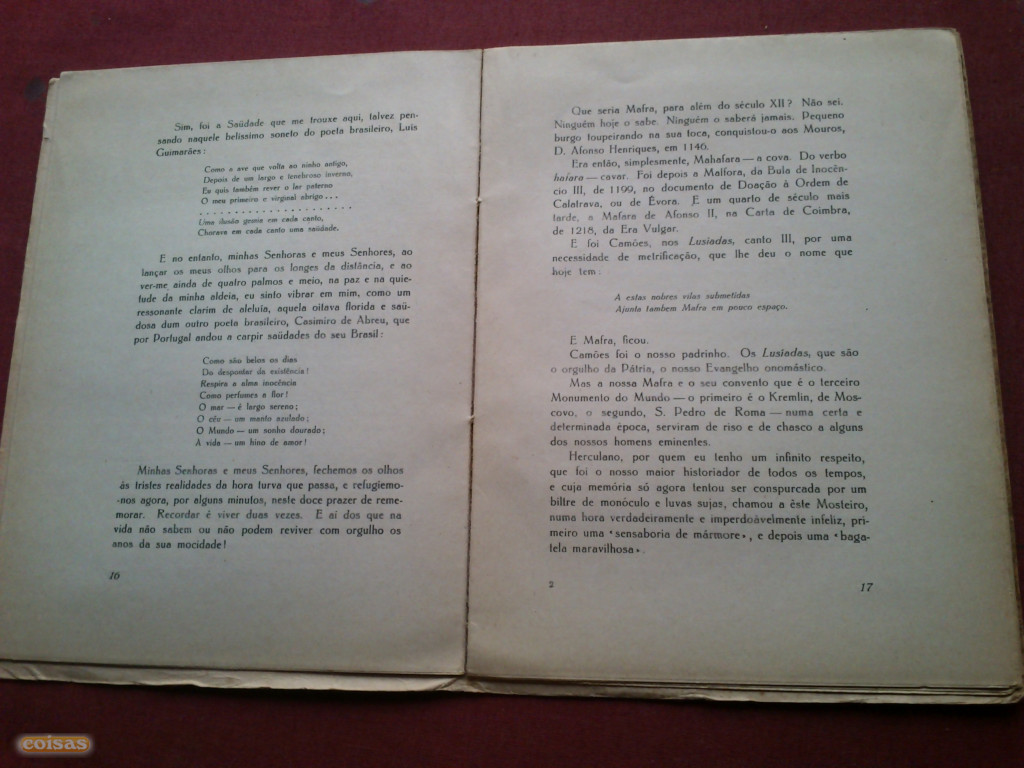 Sim, foi a Saüdade que me trouxe aqui, talvez pen-
sando naquele belissimo soneto do poeta brasileiro, Luis
Guimarães:
Como a ave que volta ao ninho antigo,
Depois de um largo e tenebroso inverno,
Eu quis também rever o lar paterno
O meu primeiro e virginal abrigo...
. . . . . . . . . . . . . . . . . . . . . .
Uma ilusão gemia em cada canto,
Chorava em cada canto uma saüdade.
E no entanto, minhas Senhoras e meus Senhores, ao
lançar os meus olhos para os longes da distância, e ao
ver-me ainda de quatro palmos e meio, na paz e na quie-
tude da minha aldeia, eu sinto vibrar em mim, como um
ressonante clarim de aleluia, aquela oitava florida e saü-
dosa dum outro poeta brasileiro, Casimiro de Abreu, que
por Portugal andou a carpir saüdades do seu Brasil:
Como são belos os dias
Do despontar da existência!
Respira a alma inocência
Como perfumes a flor!
O mar — é largo sereno;
O céu — um manto azulado;
O Mundo — um sonho dourado;
A vida — um hino de amor!
Minhas Senhoras e meus Senhores, fechemos os olhos
ás tristes realidades da hora turva que passa, e refugiemo-
-nos agora, por alguns minutos, neste doce prazer de reme-
morar. Recordar é viver duas vezes. E aí dos que na
vida não sabem ou não podem reviver com orgulho os
anos da sua mocidade!
16
Que seria Mafra, para além do século XII? Não sei.
Ninguém hoje o sabe. Ninguém o saberá jamais. Pequeno
burgo toupeirando na sua toca, conquistou-o aos Mouros,
D. Afonso Henriques, em 1146.
Era então, simplesmente, Mahafara — a cova. Do verbo
hafara — cavar. Foi depois a Malfora, da Bula de Inocên-
cio III, de 1199, no documento de Doação à Ordem de
Calatrava, ou de Évora. E um quarto de século mais
tarde, a Mafara de Afonso II, na Carta de Coimbra,
de 1218, da Era Vulgar.
E foi Camões, nos Lusiadas, canto III, por uma
necessidade de metrificação, que lhe deu o nome que
hoje tem:
A estas nobres vilas submetidas
Ajunta tambem Mafra em pouco espaço.
E Mafra, ficou.
Camões foi o nosso padrinho. Os Lusiadas, que são
o orgulho da Pátria, o nosso Evangelho onomástico.
Mas a nossa Mafra e o seu convento que é o terceiro
Monumento do Mundo — o primeiro é o Kremlin, de Mos-
covo, o segundo, S. Pedro de Roma — numa certa e
determinada época, serviram de riso e de chasco a alguns
dos nossos homens eminentes.
Herculano, por quem eu tenho um infinito respeito,
que foi o nosso maior historiador de todos os tempos,
e cuja memória só agora tentou ser conspurcada por um
biltre de monóculo e luvas sujas, chamou a êste Mosteiro,
numa hora verdadeiramente e imperdoàvelmente infeliz, pri-
meiro uma «sensaboria de mármore», e depois uma «baga-
tela maravilhosa».
2
17
coisas